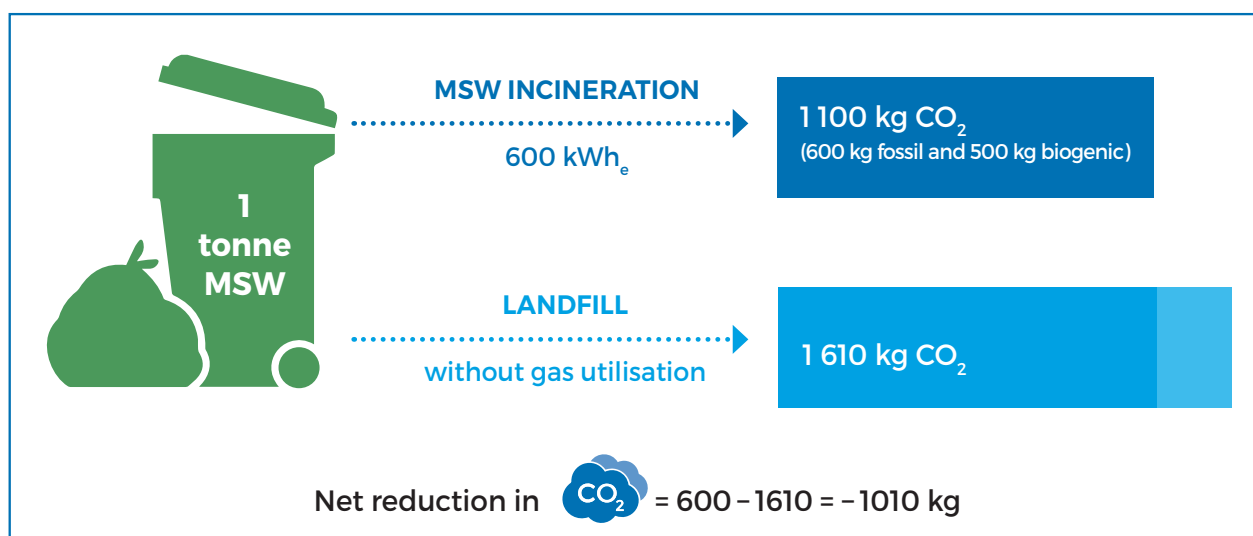 1
tonne
MSW
MSW INCINERATION
600 kWhₑ
1 100 kg CO₂
(600 kg fossil and 500 kg biogenic)
LANDFILL
without gas utilisation
1 610 kg CO₂
Net reduction in CO₂ = 600 – 1610 = – 1010 kg